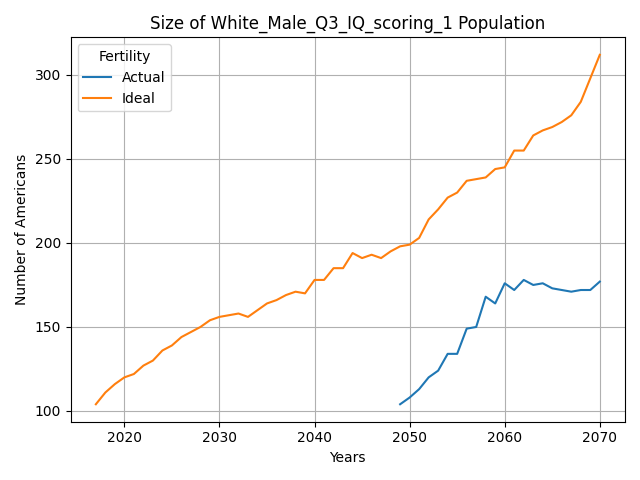 Size of White_Male_Q3_IQ_scoring_1 Population
Fertility
Actual
Ideal
Number of Americans
300
250
200
150
100
2020 2030 2040 2050 2060 2070
Years